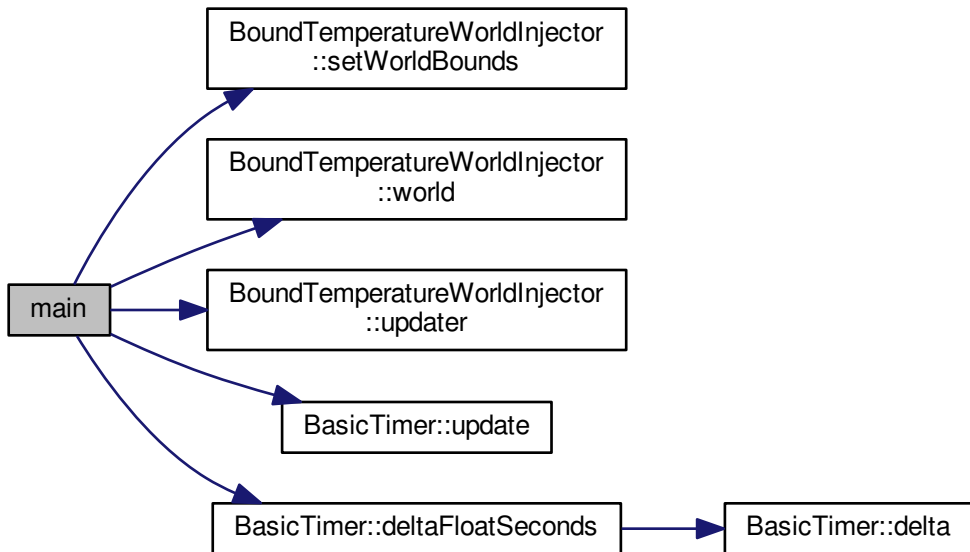 BoundTemperatureWorldInjector
::setWorldBounds
BoundTemperatureWorldInjector
::world
main
BoundTemperatureWorldInjector
::updater
BasicTimer::update
BasicTimer::deltaFloatSeconds
BasicTimer::delta